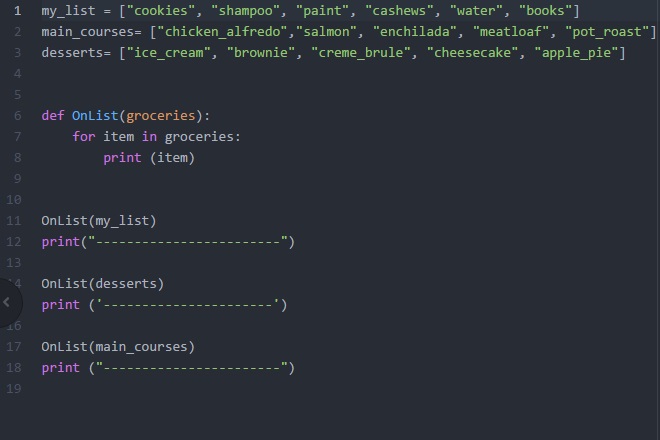 1 my_list = ["cookies", "shampoo", "paint", "cashews", "water", "books"]
2 main_courses= ["chicken_alfredo","salmon", "enchilada", "meatloaf", "pot_roast"]
3 desserts= ["ice_cream", "brownie", "creme_brule", "cheesecake", "apple_pie"]
4
5
6 def OnList(groceries):
7     for item in groceries:
8         print (item)
9
10
11 OnList(my_list)
12 print("------------------------")
13
14 OnList(desserts)
print ('----------------------')
16
17 OnList(main_courses)
18 print ("-----------------------")
19